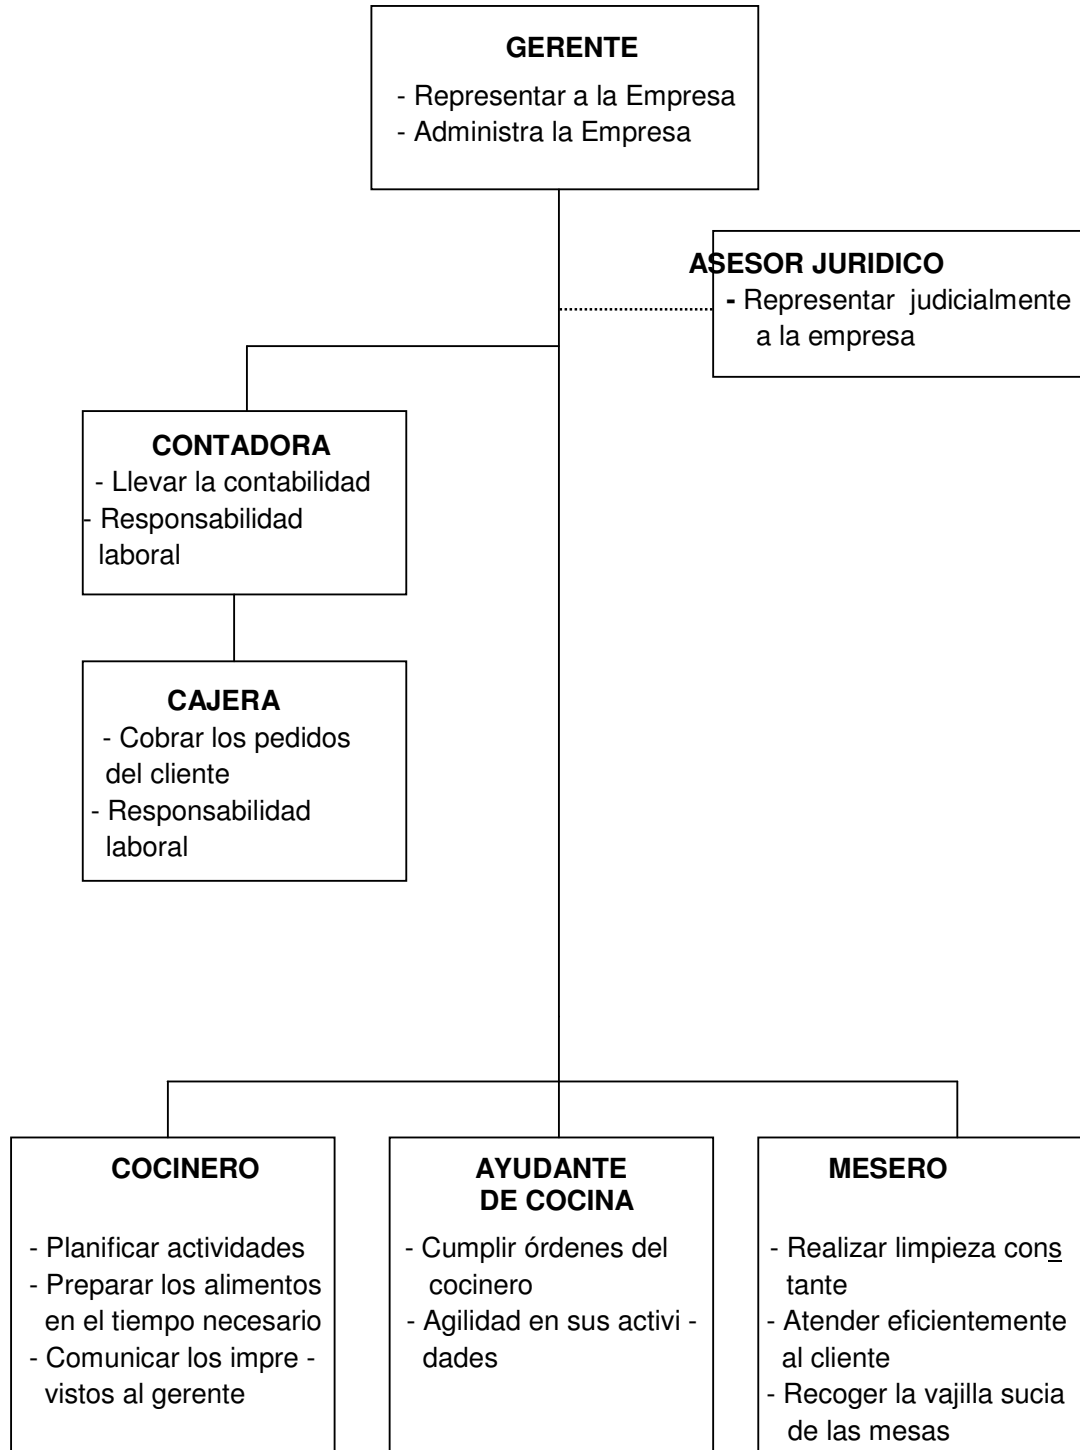 GERENTE
- Representar a la Empresa
- Administra la Empresa
ASESOR JURIDICO
- Representar judicialmente
a la empresa
CONTADORA
- Llevar la contabilidad
- Responsabilidad
laboral
CAJERA
- Cobrar los pedidos
del cliente
- Responsabilidad
laboral
COCINERO
- Planificar actividades
- Preparar los alimentos
en el tiempo necesario
- Comunicar los impre -
vistos al gerente
AYUDANTE
DE COCINA
- Cumplir órdenes del
cocinero
- Agilidad en sus activi -
dades
MESERO
- Realizar limpieza cons
tante
- Atender eficientemente
al cliente
- Recoger la vajilla sucia
de las mesas